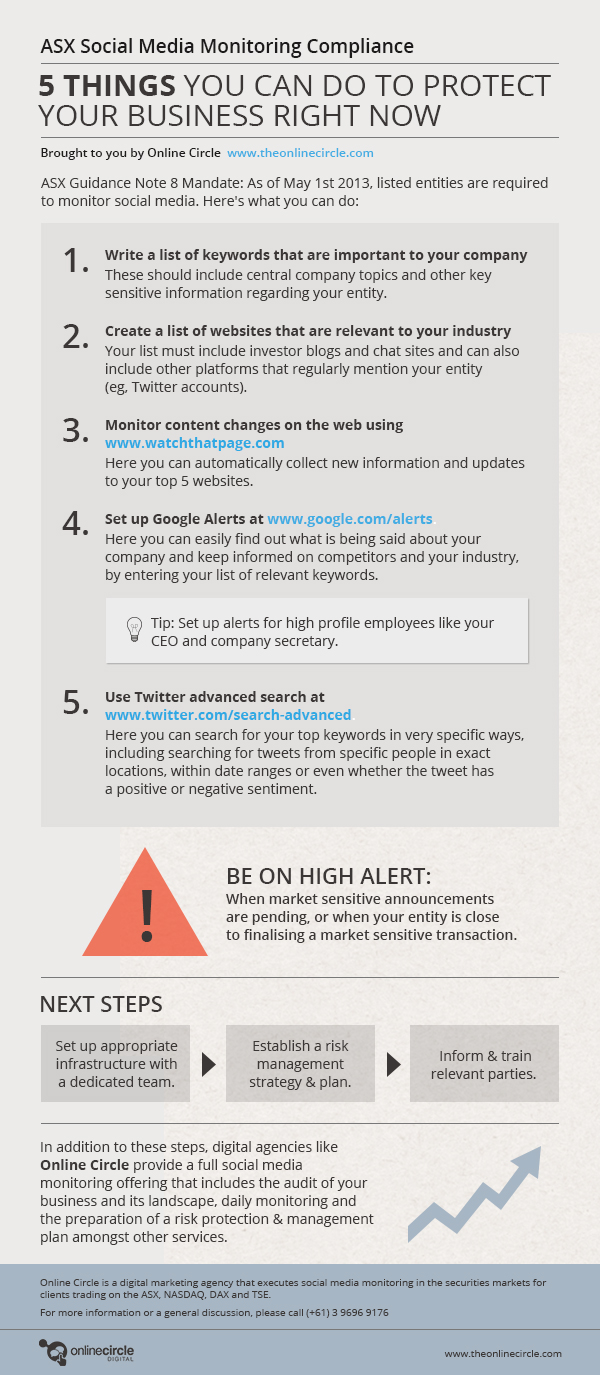 ASX Social Media Monitoring Compliance
5 THINGS YOU CAN DO TO PROTECT
YOUR BUSINESS RIGHT NOW
Brought to you by Online Circle www.theonlinecircle.com
ASX Guidance Note 8 Mandate: As of May 1st 2013, listed entities are required
to monitor social media. Here's what you can do:
1. Write a list of keywords that are important to your company
These should include central company topics and other key
sensitive information regarding your entity.
2. Create a list of websites that are relevant to your industry
Your list must include investor blogs and chat sites and can also
include other platforms that regularly mention your entity
(eg, Twitter accounts).
3. Monitor content changes on the web using
www.watchthatpage.com
Here you can automatically collect new information and updates
to your top 5 websites.
4. Set up Google Alerts at www.google.com/alerts.
Here you can easily find out what is being said about your
company and keep informed on competitors and your industry,
by entering your list of relevant keywords.
Tip: Set up alerts for high profile employees like your
CEO and company secretary.
5. Use Twitter advanced search at
www.twitter.com/search-advanced.
Here you can search for your top keywords in very specific ways,
including searching for tweets from specific people in exact
locations, within date ranges or even whether the tweet has
a positive or negative sentiment.
!
BE ON HIGH ALERT:
When market sensitive announcements
are pending, or when your entity is close
to finalising a market sensitive transaction.
NEXT STEPS
Set up appropriate
infrastructure with
a dedicated team.
Establish a risk
management
strategy & plan.
Inform & train
relevant parties.
In addition to these steps, digital agencies like
Online Circle provide a full social media
monitoring offering that includes the audit of your
business and its landscape, daily monitoring and
the preparation of a risk protection & management
plan amongst other services.
Online Circle is a digital marketing agency that executes social media monitoring in the securities markets for
clients trading on the ASX, NASDAQ, DAX and TSE.
For more information or a general discussion, please call (+61) 3 9696 9176
onlinecircle
DIGITAL
www.theonlinecircle.com